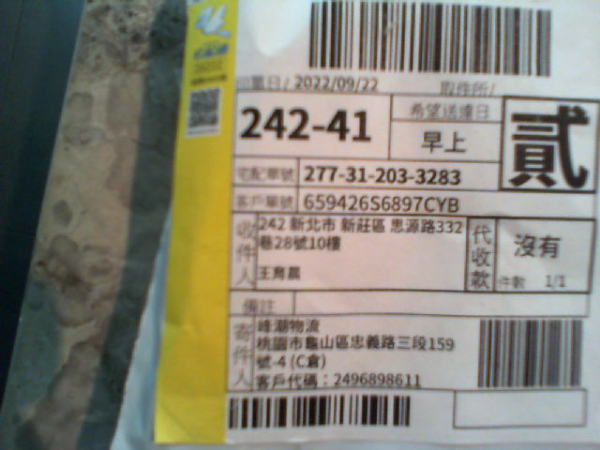 印單日/ 2022/09/22
取件所/
242-41
希望送達日
早上
貳
宅配單號
277-31-203-3283
客戶單號
659426S6897CYB
收件人
242 新北市 新莊區 思源路332
巷28號10樓
王育晨
代收款
沒有
件數 1/1
備註
寄件人
峰潮物流
桃園市龜山區忠義路三段159
號-4 (C倉)
客戶代碼：2496898611